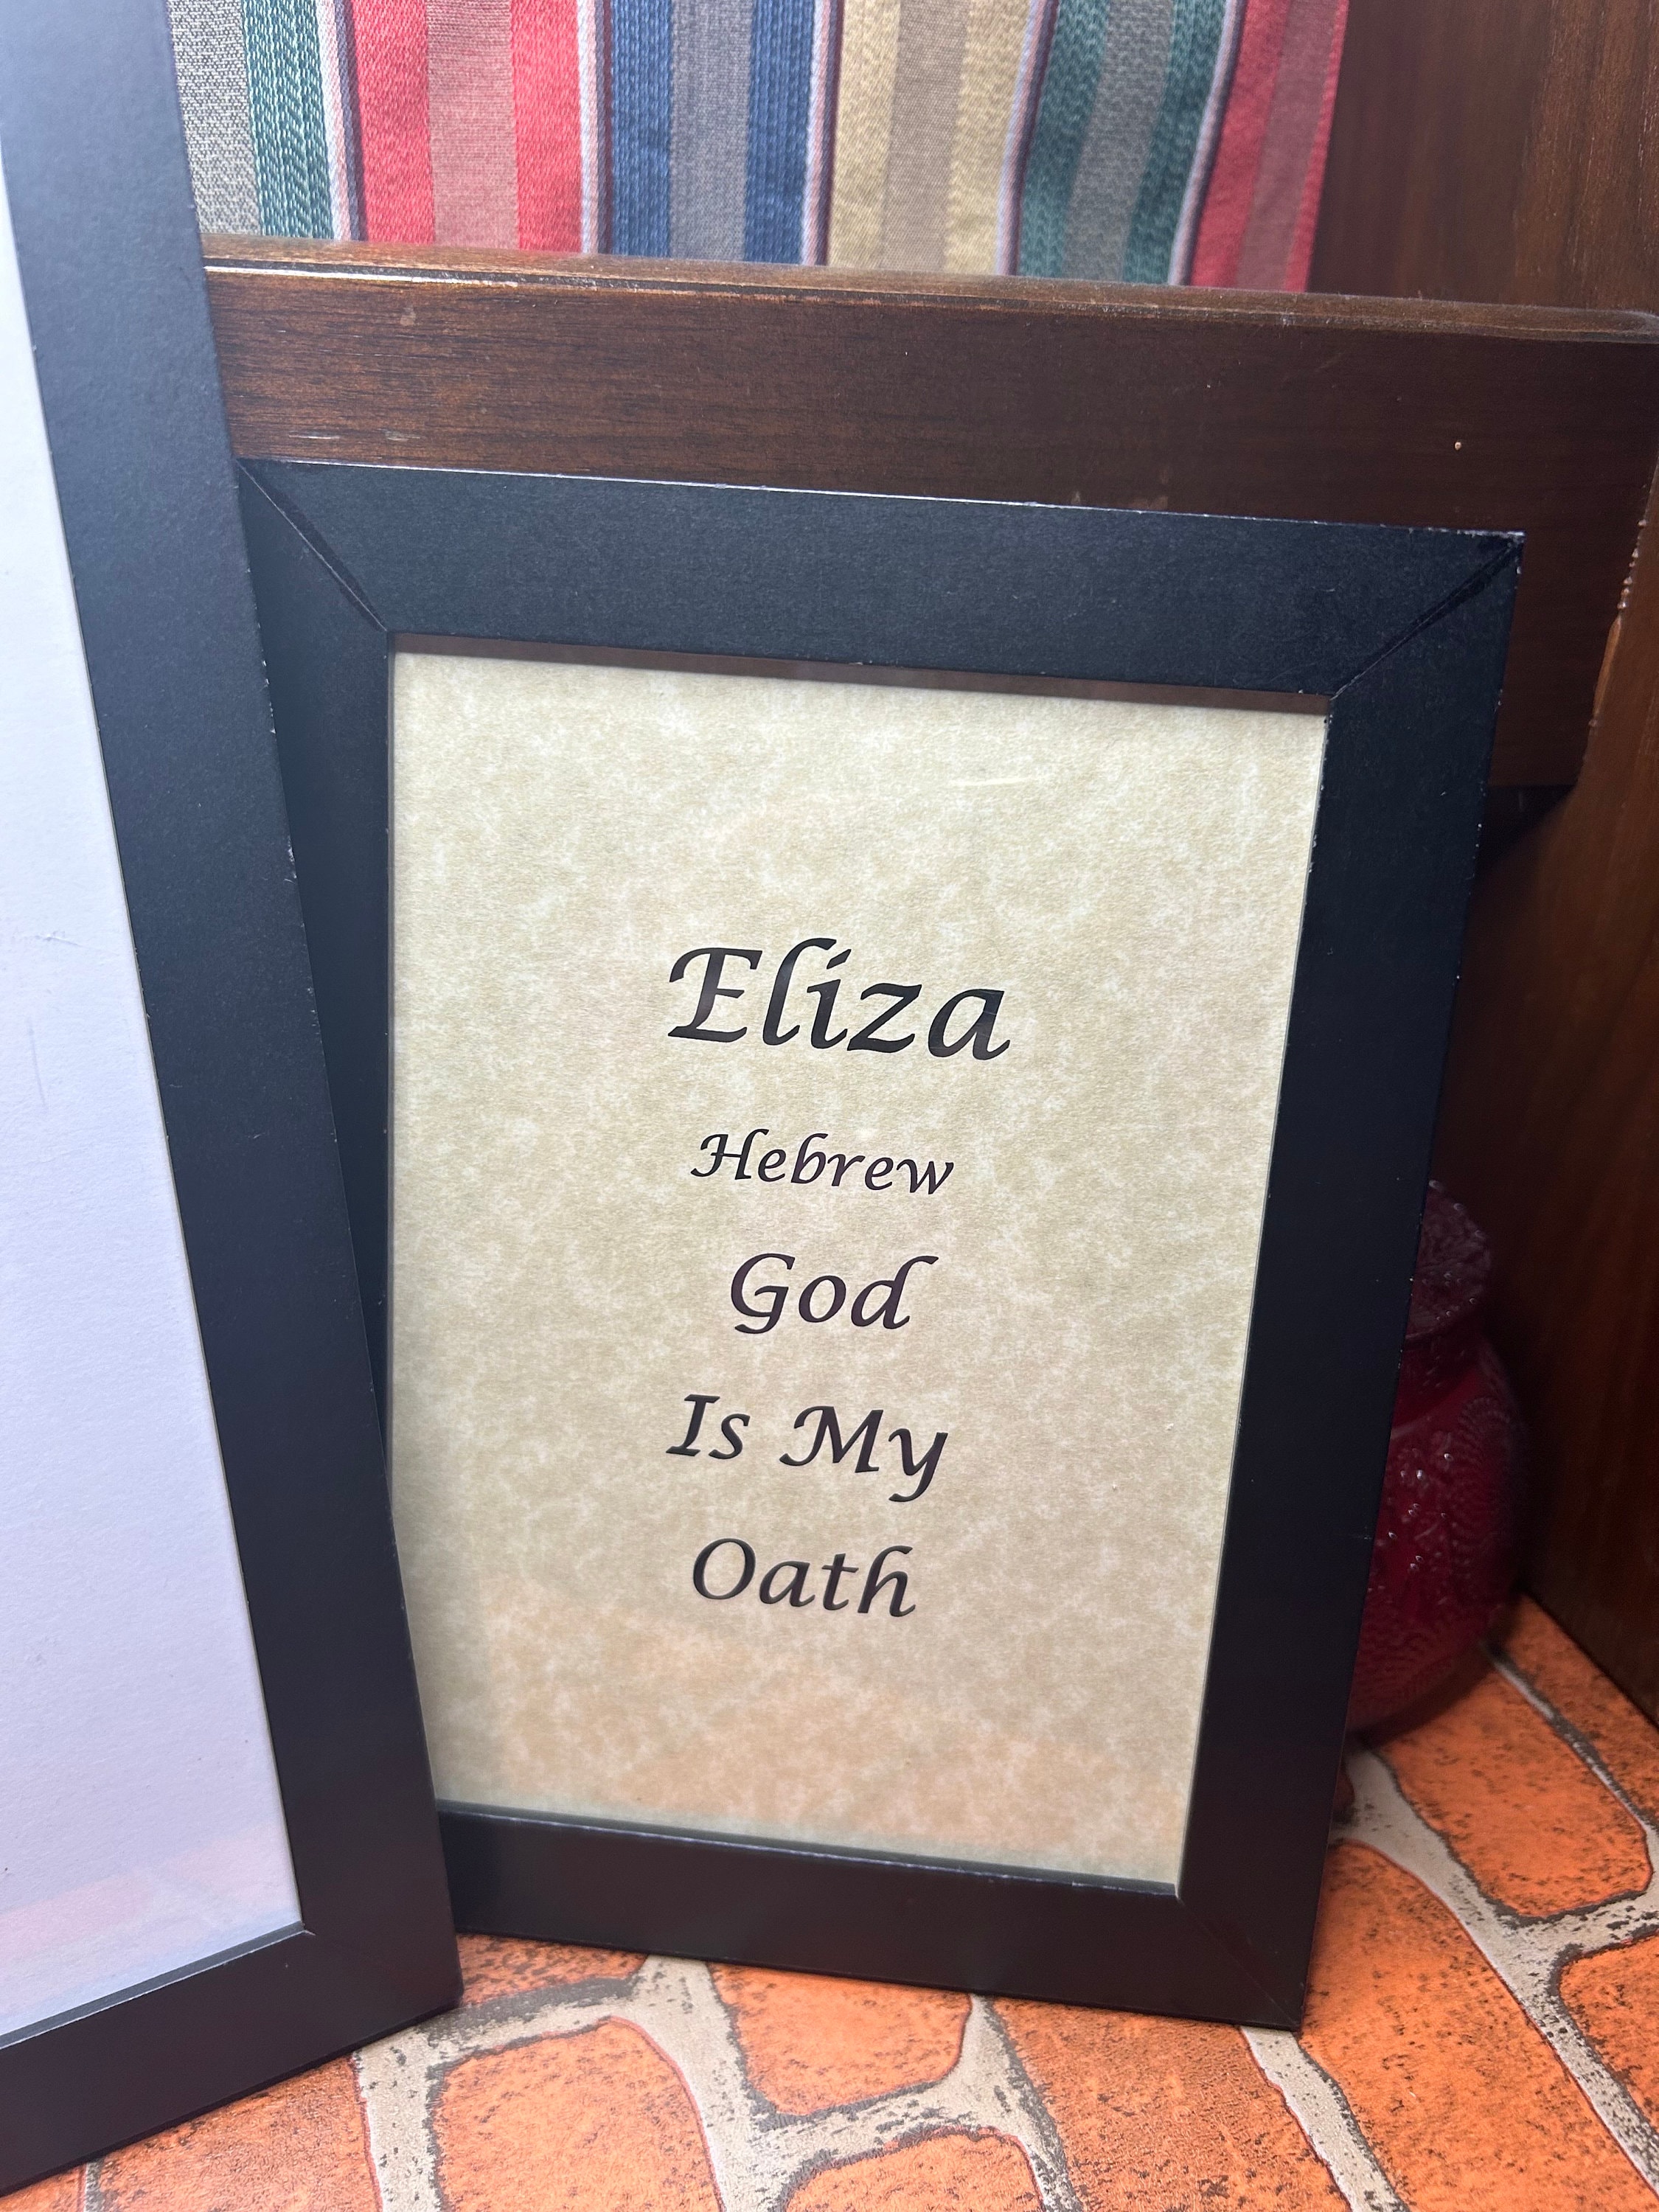 Eliza
Hebrew
God
Is My
Oath